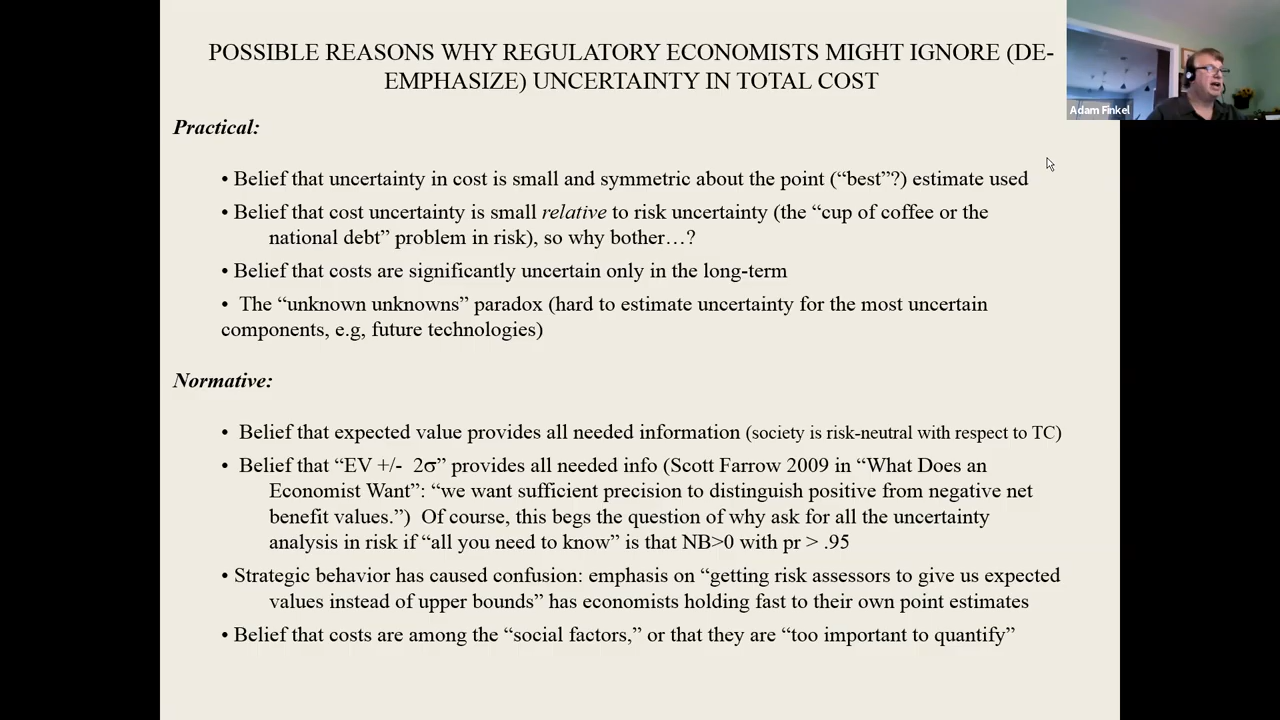 POSSIBLE REASONS WHY REGULATORY ECONOMISTS MIGHT IGNORE (DE-
EMPHASIZE) UNCERTAINTY IN TOTAL COST
Adam Finkel
Practical:
• Belief that uncertainty in cost is small and symmetric about the point (“best”?) estimate used
• Belief that cost uncertainty is small relative to risk uncertainty (the “cup of coffee or the
national debt” problem in risk), so why bother…?
• Belief that costs are significantly uncertain only in the long-term
• The “unknown unknowns” paradox (hard to estimate uncertainty for the most uncertain
components, e.g, future technologies)
Normative:
• Belief that expected value provides all needed information (society is risk-neutral with respect to TC)
• Belief that “EV +/- 2σ” provides all needed info (Scott Farrow 2009 in “What Does an
Economist Want”: “we want sufficient precision to distinguish positive from negative net
benefit values.”) Of course, this begs the question of why ask for all the uncertainty
analysis in risk if “all you need to know” is that NB>0 with pr > .95
• Strategic behavior has caused confusion: emphasis on “getting risk assessors to give us expected
values instead of upper bounds” has economists holding fast to their own point estimates
• Belief that costs are among the “social factors,” or that they are “too important to quantify”